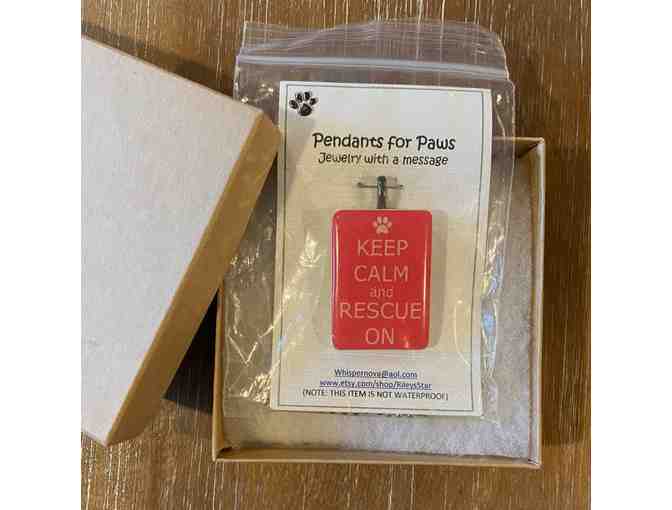 Pendants for Paws
Jewelry with a message
KEEP
CALM
and
RESCUE
ON
Whispernova@aol.com
www.etsy.com/shop/RileysStar
(NOTE: THIS ITEM IS NOT WATERPROOF)